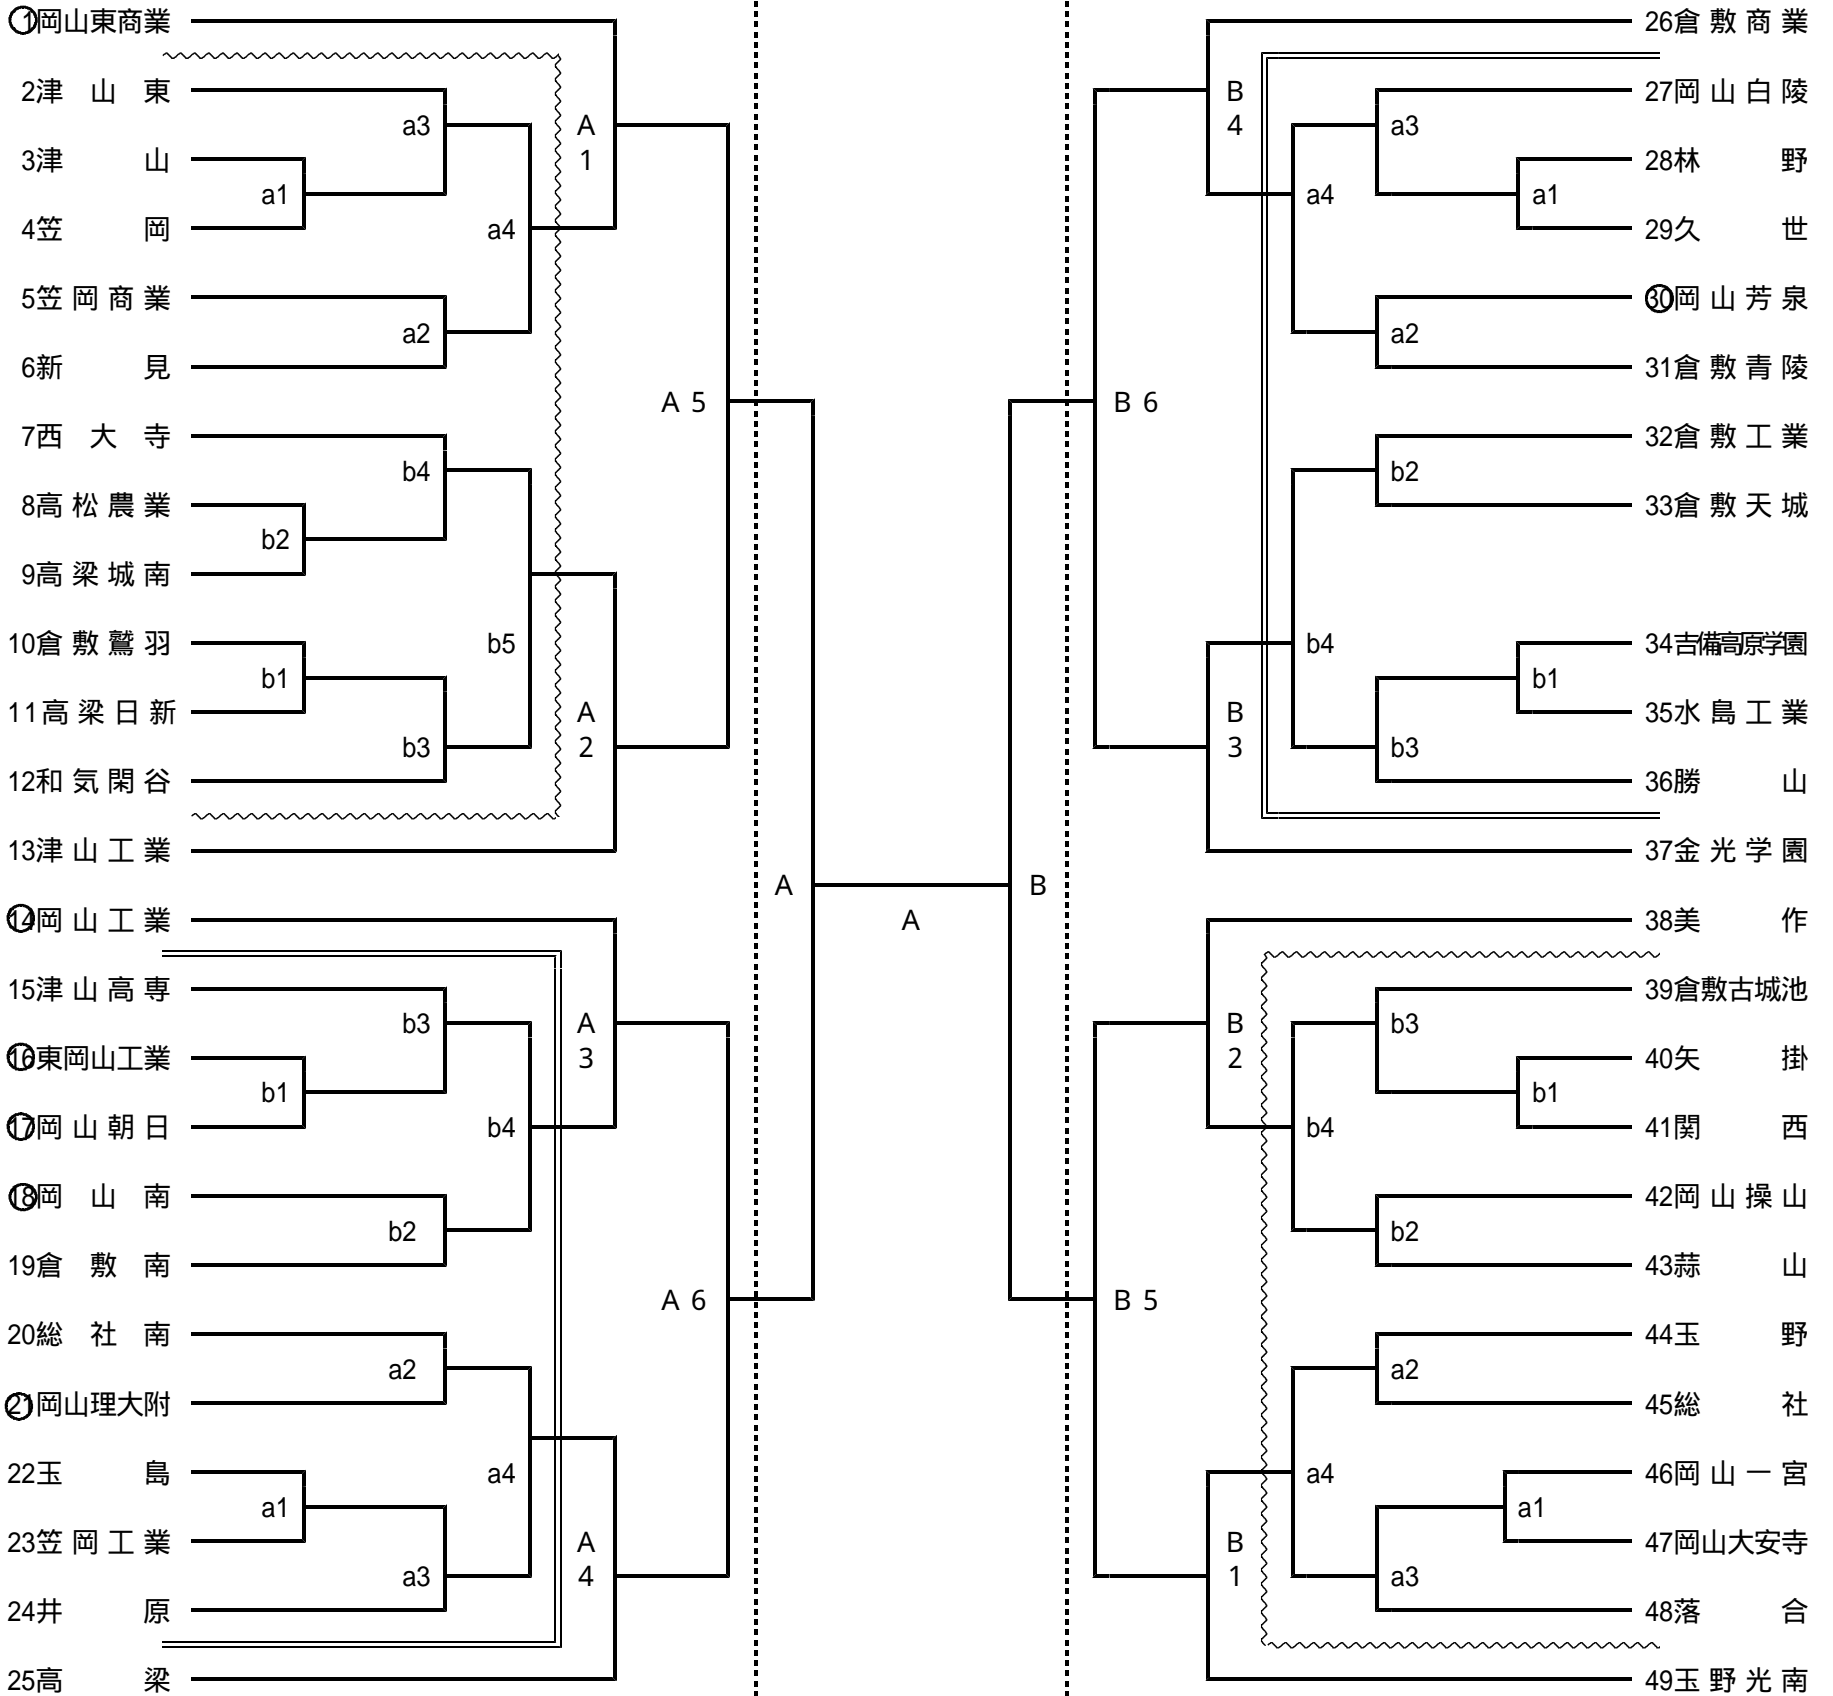 ①岡山東商業
2津山東
a3
A
1
3津山
a1
4笠岡
a4
5笠岡商業
a2
6新見
A 5
7西大寺
b4
8高松農業
b2
9高梁城南
10倉敷鷲羽
b5
b1
11高梁日新
A
2
b3
12和気閑谷
13津山工業
A
⑭岡山工業
15津山高専
b3
A
3
⑯東岡山工業
b1
⑰岡山朝日
b4
⑱岡山南
b2
19倉敷南
A 6
20総社南
a2
㉑岡山理大附
22玉島
a4
a1
23笠岡工業
A
4
a3
24井原
25高梁
A
26倉敷商業
B
4
27岡山白陵
a3
28林野
a4
a1
29久世
㉚岡山芳泉
a2
31倉敷青陵
B 6
32倉敷工業
b2
33倉敷天城
b4
34吉備高原学園
b1
35水島工業
B
3
b3
36勝山
37金光学園
B
38美作
39倉敷古城池
B
2
b3
40矢掛
b1
41関西
b4
42岡山操山
b2
43蒜山
B 5
44玉野
a2
45総社
46岡山一宮
a4
a1
47岡山大安寺
B
1
a3
48落合
49玉野光南